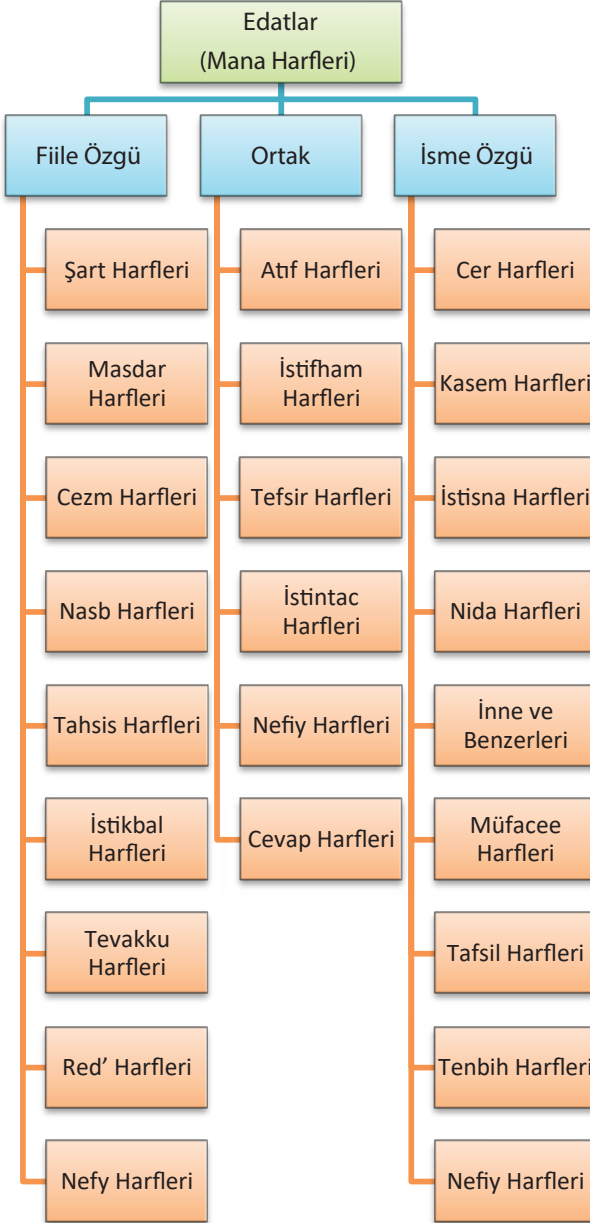 Edatlar
(Mana Harfleri)
Fiile Özgü
Şart Harfleri
Masdar
Harfleri
Cezm Harfleri
Nasb Harfleri
Tahsis Harfleri
İstikbal
Harfleri
Tevakku
Harfleri
Red’ Harfleri
Nefy Harfleri
Ortak
Atıf Harfleri
İstifham
Harfleri
Tefsir Harfleri
İstintac
Harfleri
Nefiy Harfleri
Cevap Harfleri
İsme Özgü
Cer Harfleri
Kasem Harfleri
İstisna Harfleri
Nida Harfleri
İnne ve
Benzerleri
Müfacee
Harfleri
Tafsil Harfleri
Tenbih Harfleri
Nefiy Harfleri